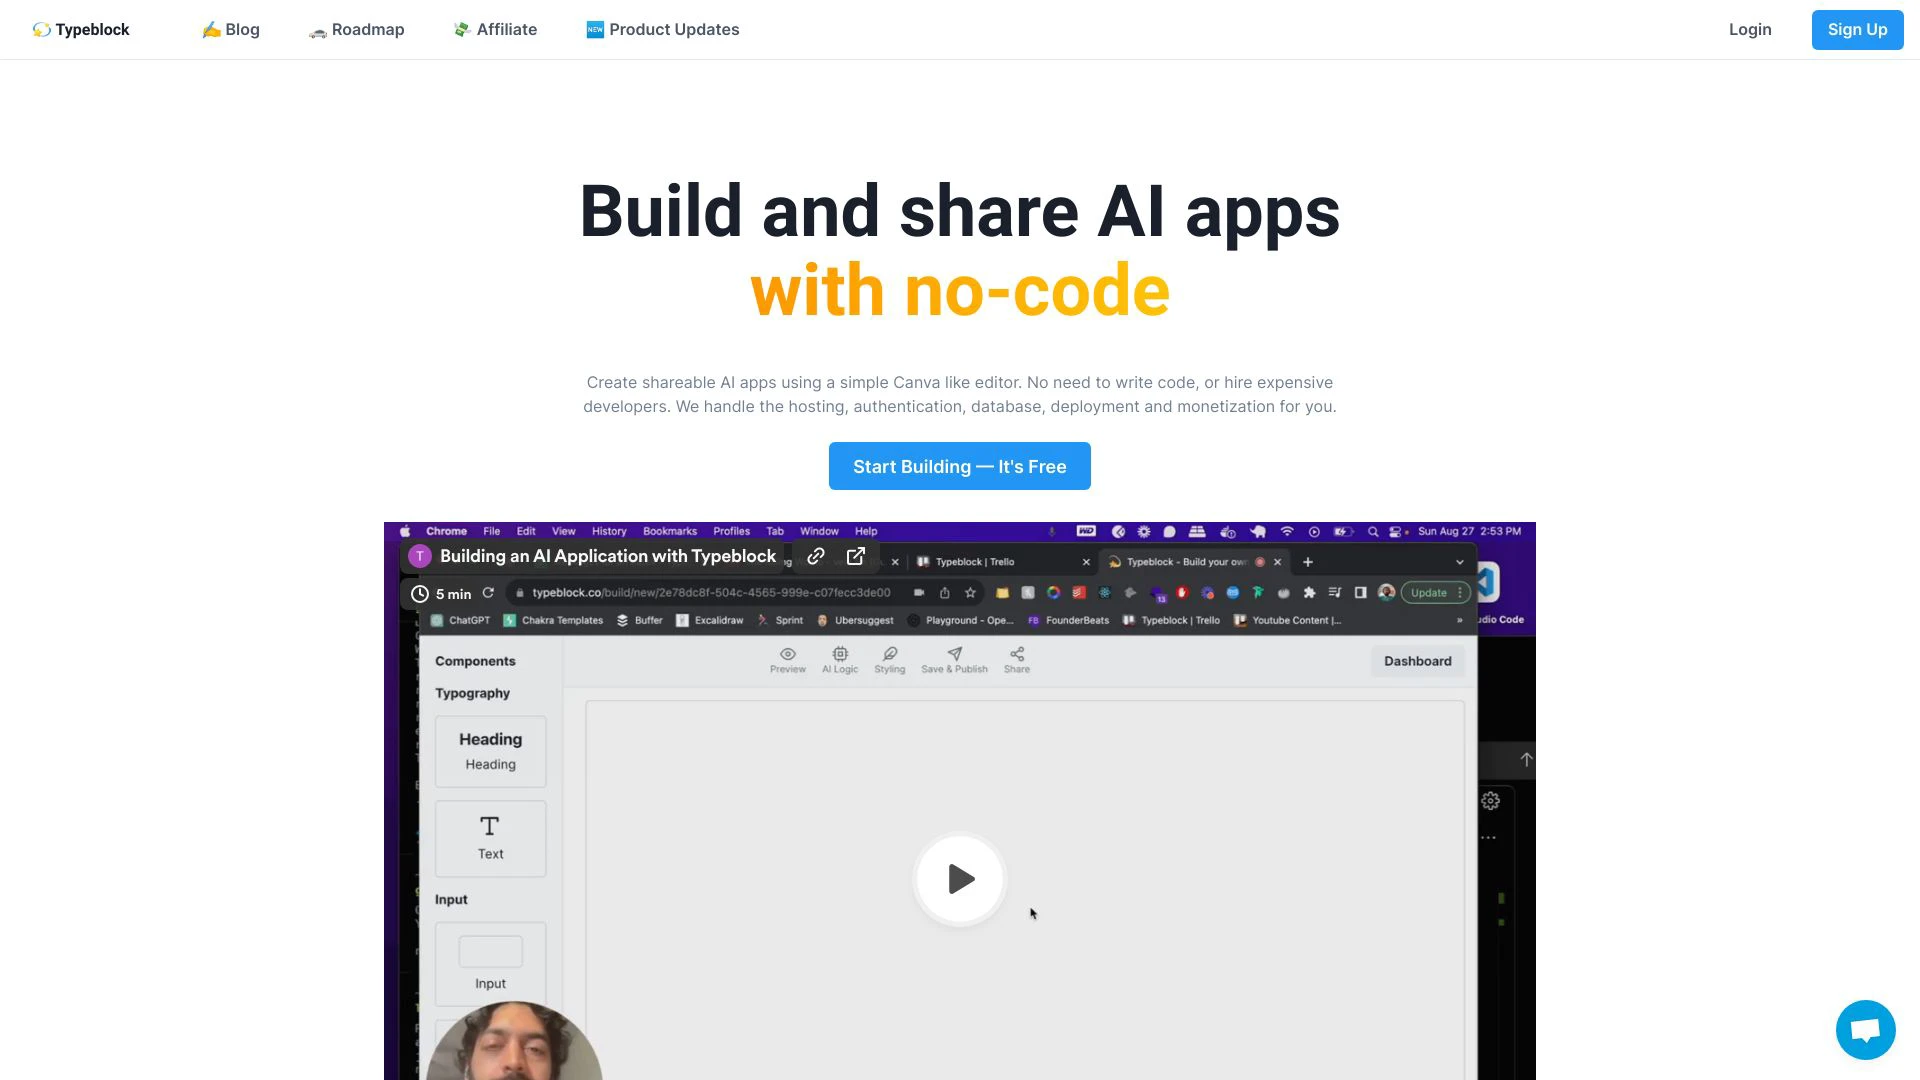 Typeblock
✍️ Blog
🚗 Roadmap
💸 Affiliate
🆕 Product Updates
Login
Sign Up
Build and share AI apps
with no-code
Create shareable AI apps using a simple Canva like editor. No need to write code, or hire expensive
developers. We handle the hosting, authentication, database, deployment and monetization for you.
Start Building — It's Free
Chrome File Edit View History Bookmarks Profiles Tab Window Help
Sun Aug 27 2:53 PM
T
Building an AI Application with Typeblock
Typeblock | Trello
Typeblock - Build your own
5 min
typeblock.co/build/new/2e78dc8f-504c-4565-999e-c07fecc3de00
13
Update
ChatGPT
Chakra Templates
Buffer
Excalidraw
Sprint
Ubersuggest
Playground - Ope...
FB FounderBeats
Typeblock | Trello
Youtube Content |...
»
dio Code
Components
Preview
AI Logic
Styling
Save & Publish
Share
Dashboard
Typography
Heading
Heading
T
Text
Input
Input